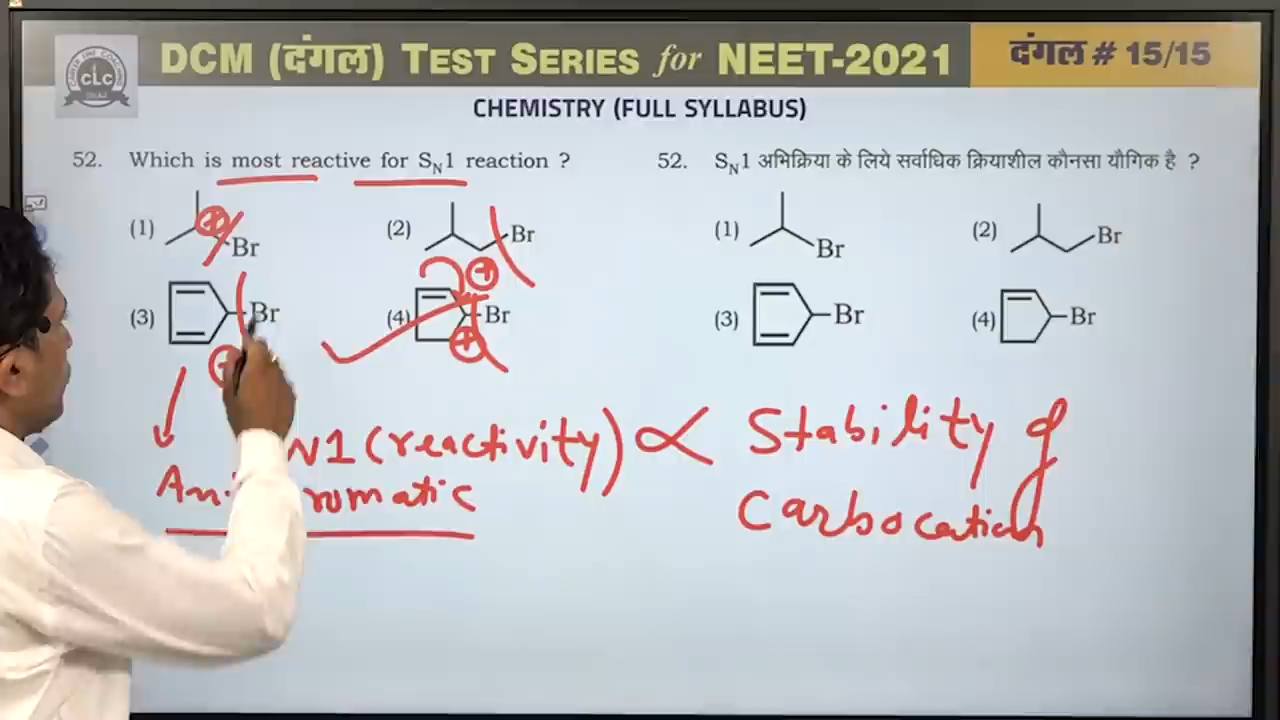 DCM (दंगल) TEST SERIES for NEET-2021
दंगल # 15/15
CLC
CHEMISTRY (FULL SYLLABUS)
52. Which is most reactive for SN1 reaction ?
(1) Br
(2) Br
(3) Br
(4) Br
52. SN1 अभिक्रिया के लिये सर्वाधिक क्रियाशील कौनसा यौगिक है ?
(1) Br
(2) Br
(3) Br
(4) Br
N1 (reactivity) ∝ Stability of
Carbocation